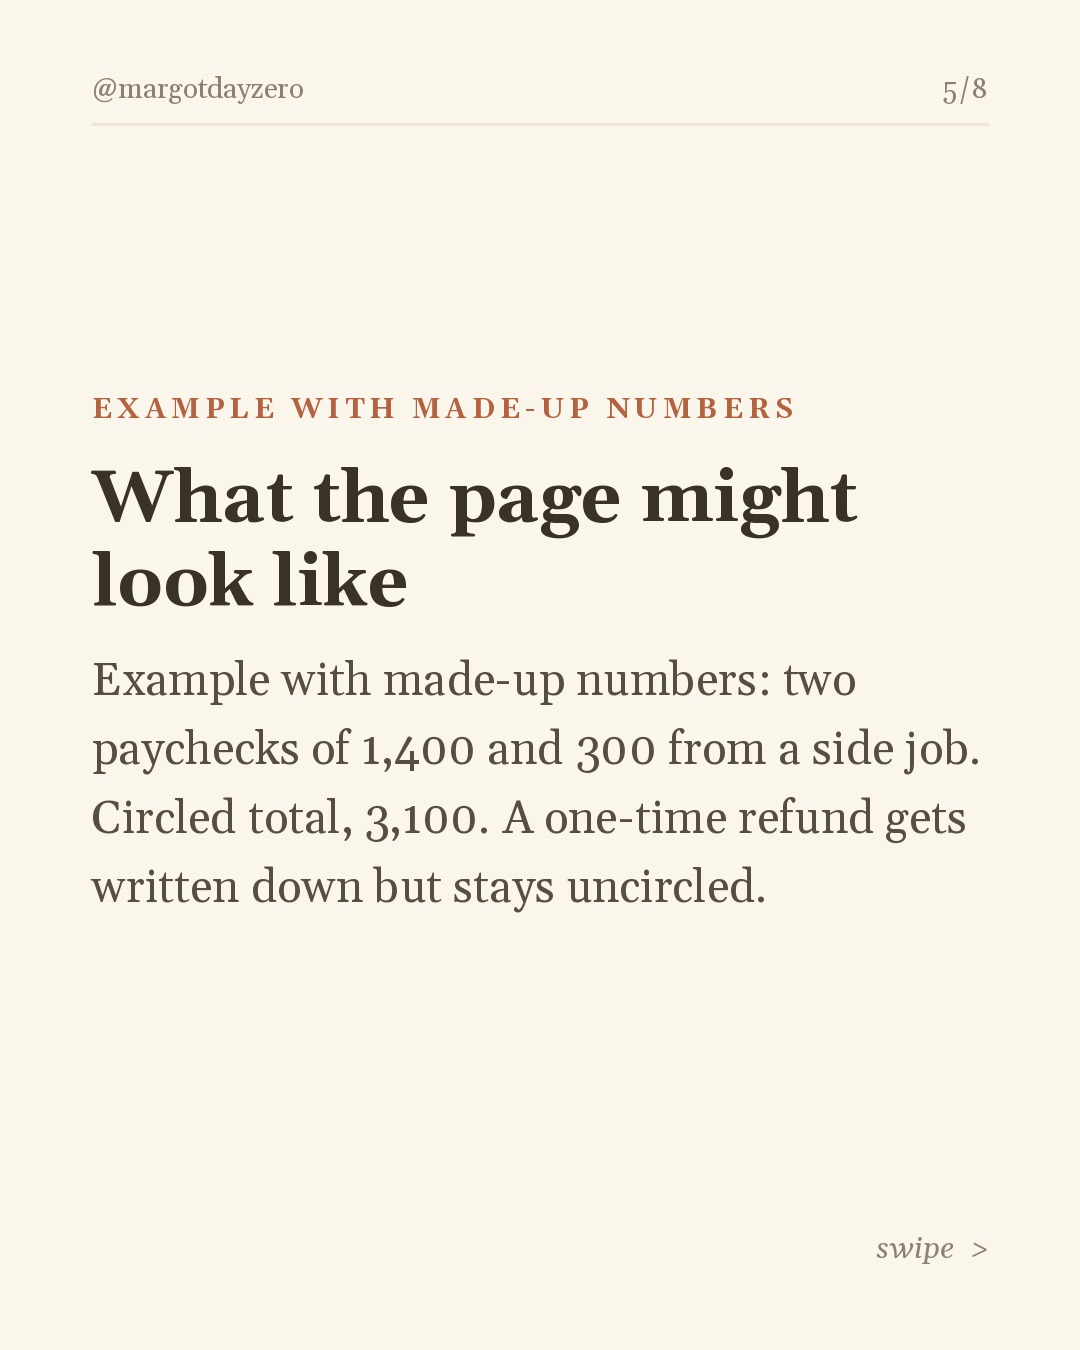 @margotdayzero
5/8
EXAMPLE WITH MADE-UP NUMBERS
What the page might
look like
Example with made-up numbers: two
paychecks of 1,400 and 300 from a side job.
Circled total, 3,100. A one-time refund gets
written down but stays uncircled.
swipe >